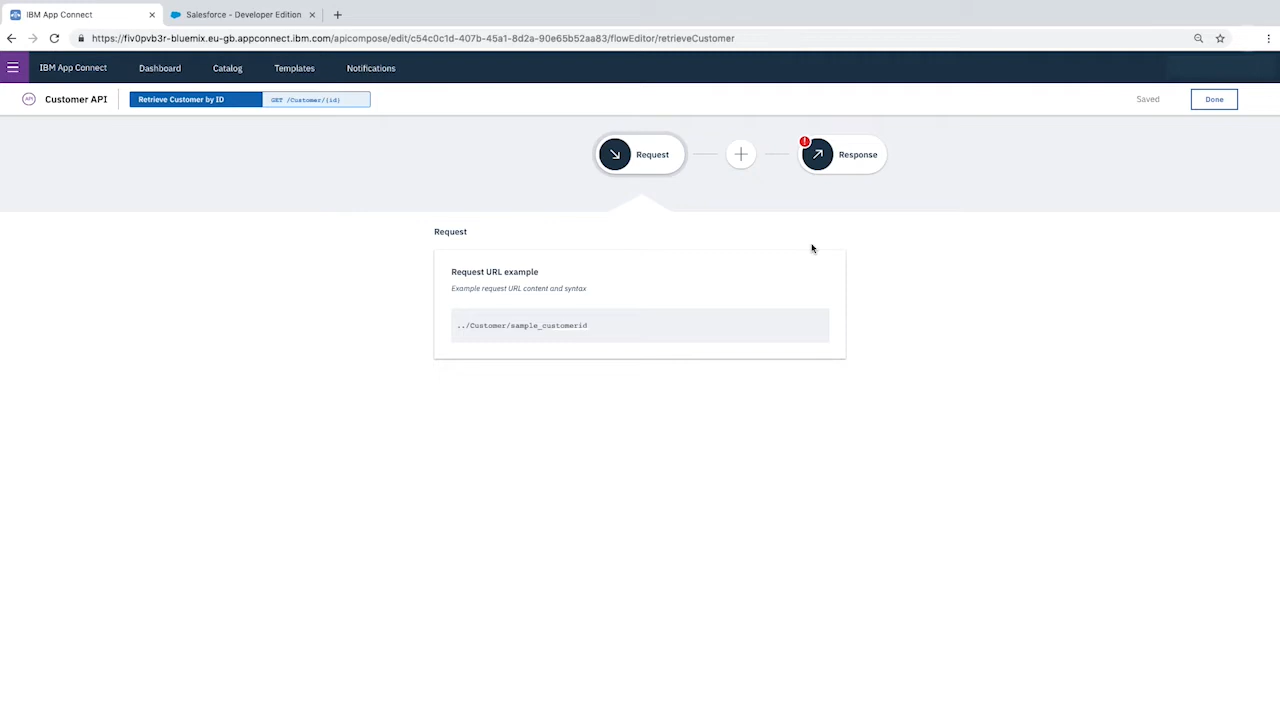 IBM App Connect
Salesforce - Developer Edition
https://fiv0pvb3r-bluemix.eu-gb.appconnect.ibm.com/apicompose/edit/c54c0c1d-407b-45a1-8d2a-90e65b52aa83/flowEditor/retrieveCustomer
IBM App Connect Dashboard Catalog Templates Notifications
API Customer API Retrieve Customer by ID GET /Customer/{id} Saved Done
Request ! Response
Request
Request URL example
Example request URL content and syntax
../Customer/sample_customerid